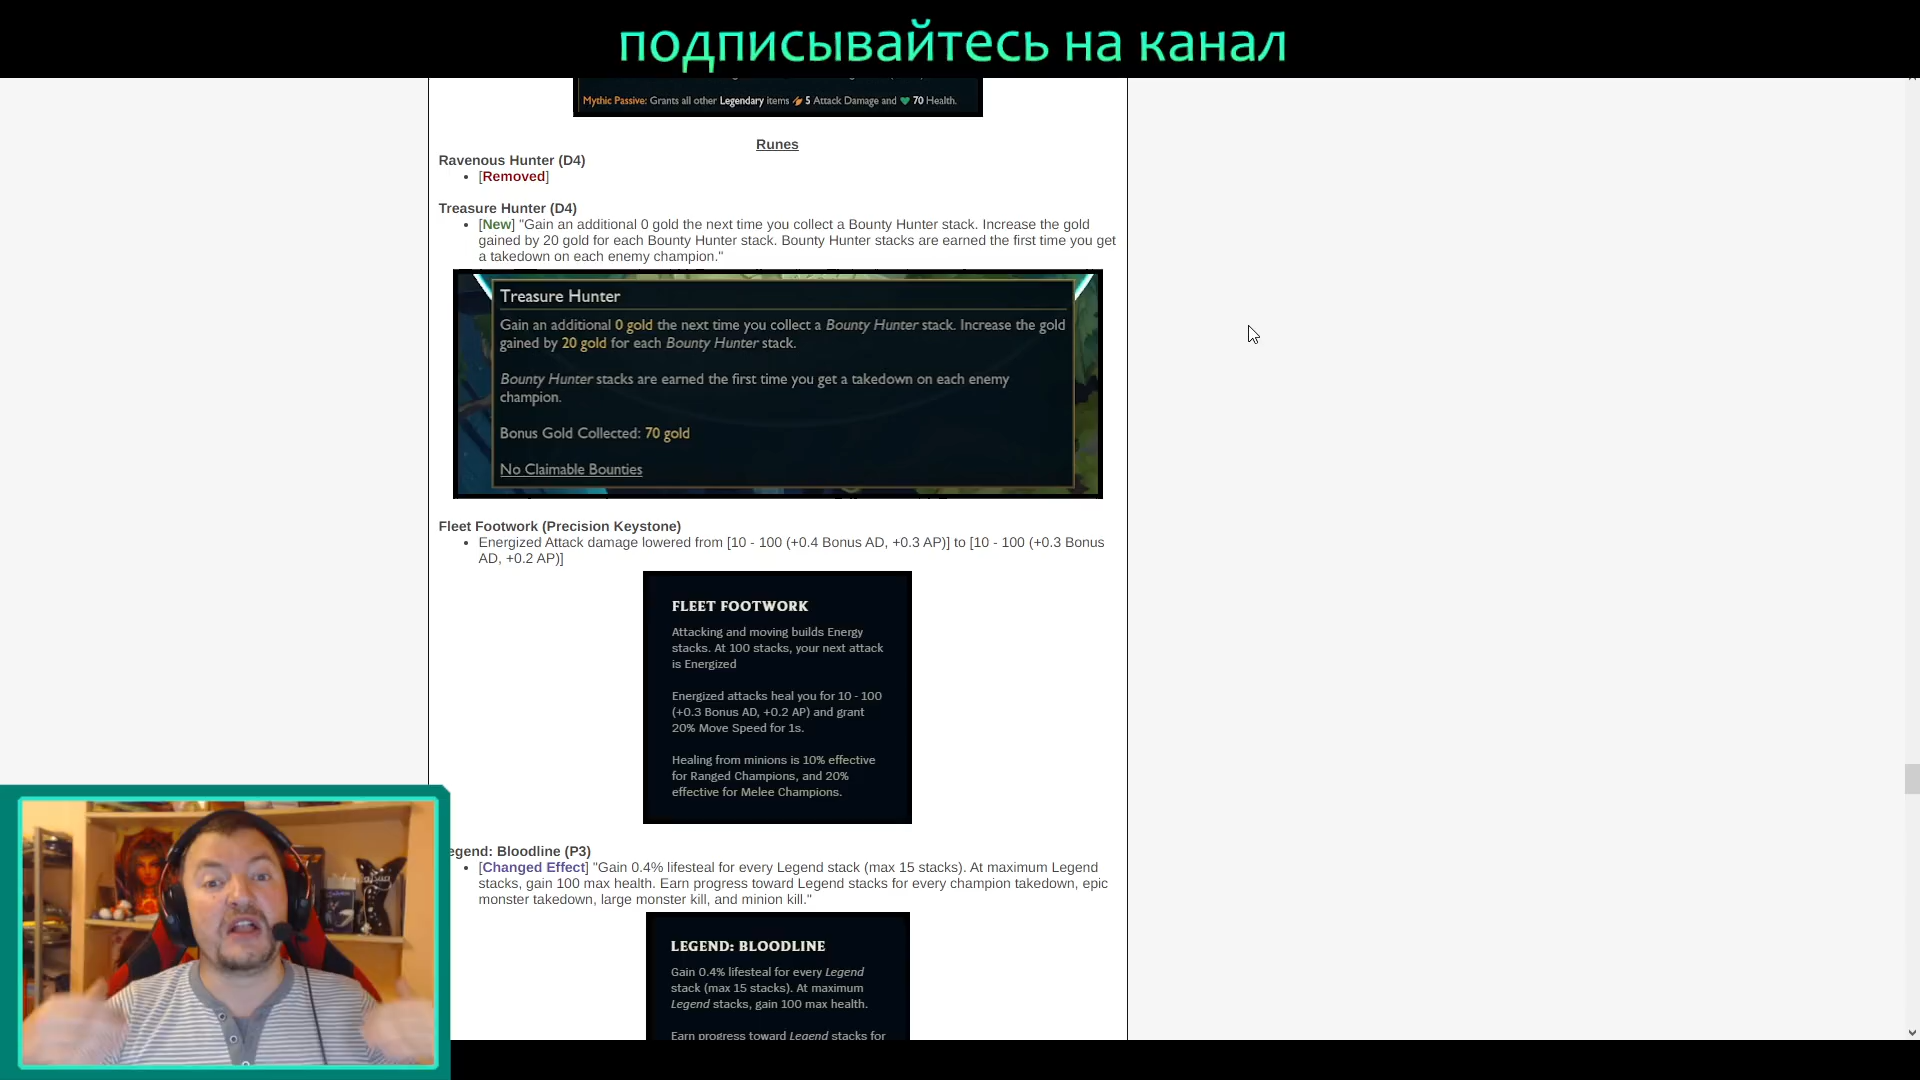 подписывайтесь на канал
Mythic Passive: Grants all other Legendary items 5 Attack Damage and 70 Health.
Runes
Ravenous Hunter (D4)
• [Removed]
Treasure Hunter (D4)
• [New] "Gain an additional 0 gold the next time you collect a Bounty Hunter stack. Increase the gold
gained by 20 gold for each Bounty Hunter stack. Bounty Hunter stacks are earned the first time you get
a takedown on each enemy champion."
Treasure Hunter
Gain an additional 0 gold the next time you collect a Bounty Hunter stack. Increase the gold
gained by 20 gold for each Bounty Hunter stack.
Bounty Hunter stacks are earned the first time you get a takedown on each enemy
champion.
Bonus Gold Collected: 70 gold
No Claimable Bounties
Fleet Footwork (Precision Keystone)
• Energized Attack damage lowered from [10 - 100 (+0.4 Bonus AD, +0.3 AP)] to [10 - 100 (+0.3 Bonus
AD, +0.2 AP)]
FLEET FOOTWORK
Attacking and moving builds Energy
stacks. At 100 stacks, your next attack
is Energized
Energized attacks heal you for 10 - 100
(+0.3 Bonus AD, +0.2 AP) and grant
20% Move Speed for 1s.
Healing from minions is 10% effective
for Ranged Champions, and 20%
effective for Melee Champions.
egend: Bloodline (P3)
• [Changed Effect] "Gain 0.4% lifesteal for every Legend stack (max 15 stacks). At maximum Legend
stacks, gain 100 max health. Earn progress toward Legend stacks for every champion takedown, epic
monster takedown, large monster kill, and minion kill."
LEGEND: BLOODLINE
Gain 0.4% lifesteal for every Legend
stack (max 15 stacks). At maximum
Legend stacks, gain 100 max health.
Earn progress toward Legend stacks for